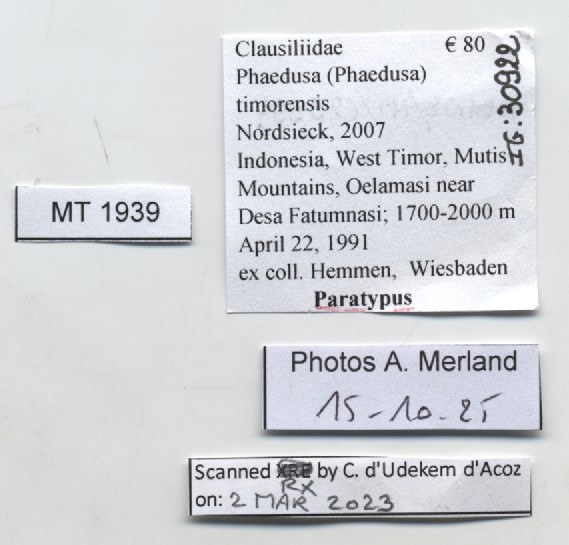 Clausiliidae € 80
Phaedusa (Phaedusa)
timorensis
Nordsieck, 2007
Indonesia, West Timor, Mutis
Mountains, Oelamasi near
Desa Fatumnasi; 1700-2000 m
April 22, 1991
ex coll. Hemmen, Wiesbaden
Paratypus
IG: 30922
MT 1939
Photos A. Merland
15-10-25
Scanned RX by C. d'Udekem d'Acoz
on: 2 MAR 2023